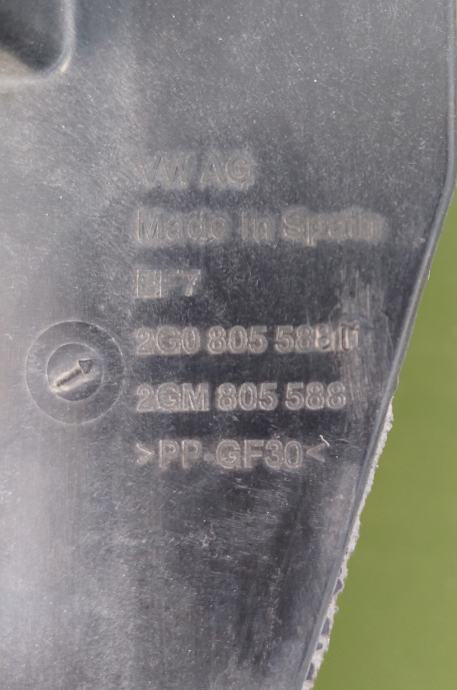 VW AG
Made in Spain
2G0 805 588
2GM 805 588
>PP-GF30<